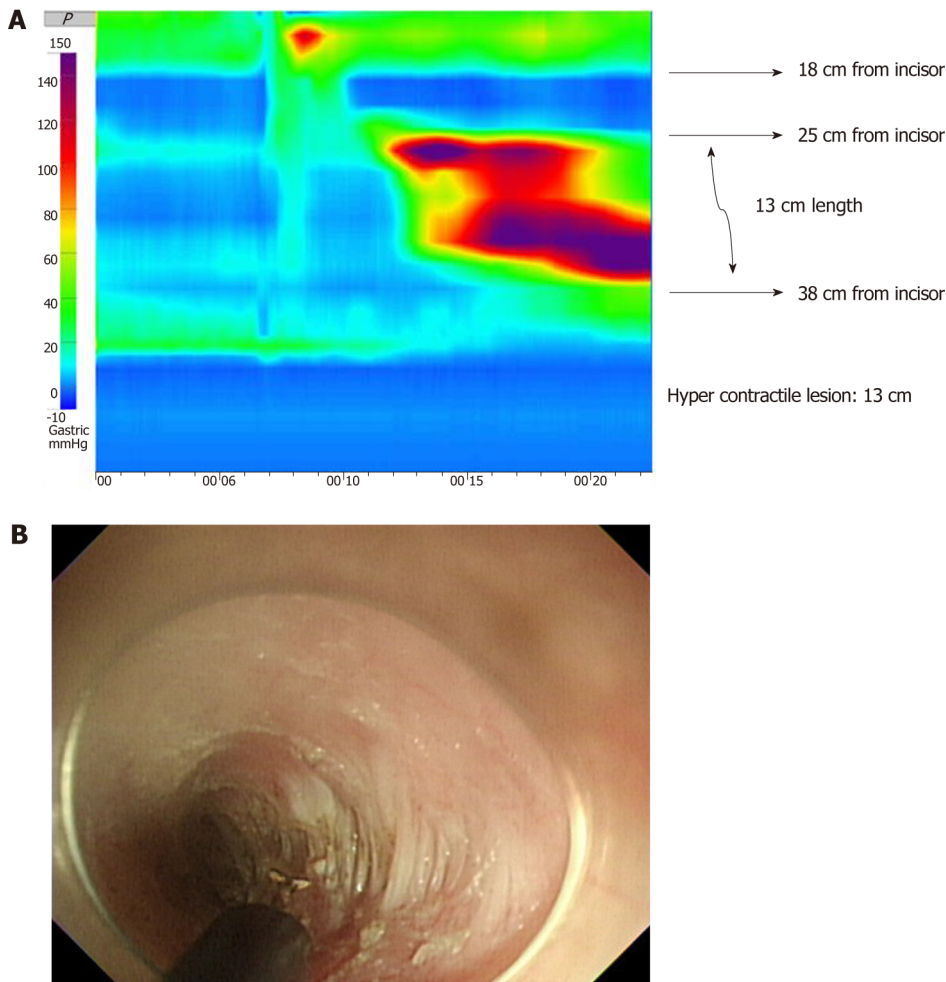 A
P
150
140
120
100
80
60
40
20
0
-10
Gastric
mmHg
00 00 06 00 10 00 15 00 20
18 cm from incisor
25 cm from incisor
13 cm length
38 cm from incisor
Hyper contractile lesion: 13 cm
B